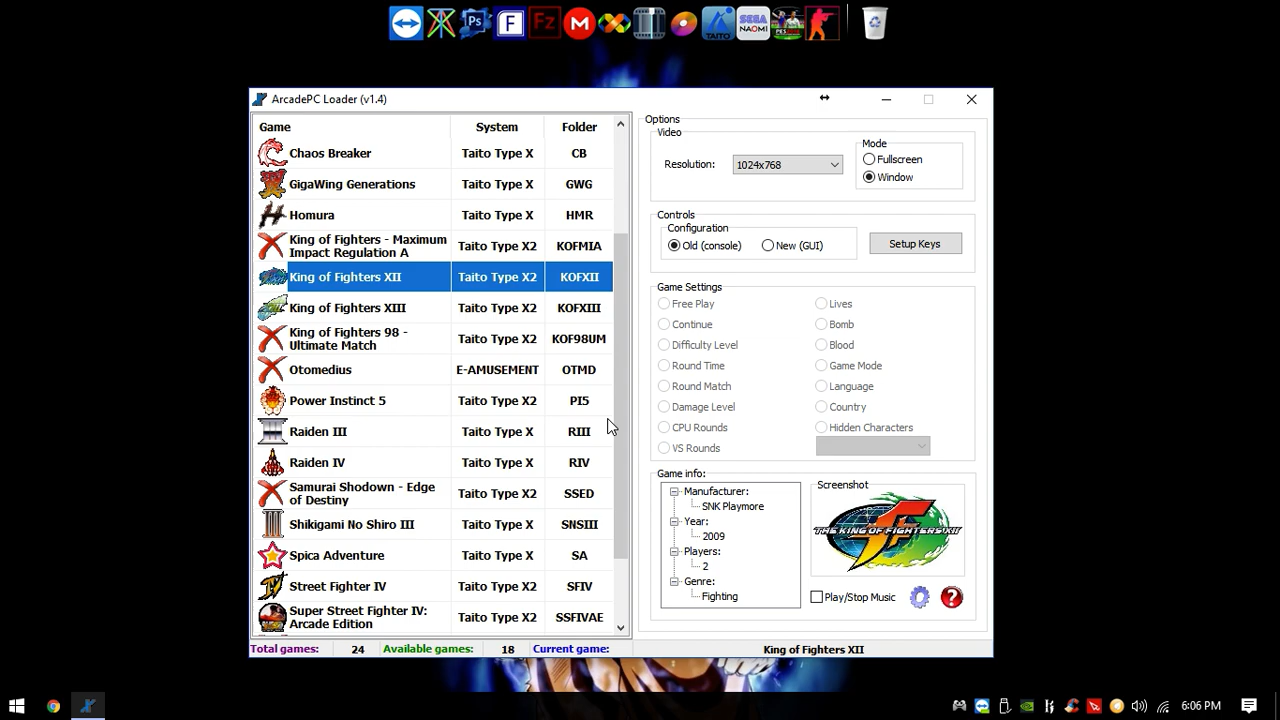 Ps
F
Fz
M
TAITO
SEGA
NAOMI
ArcadePC Loader (v1.4)
Game System Folder
Chaos Breaker Taito Type X CB
GigaWing Generations Taito Type X GWG
Homura Taito Type X HMR
King of Fighters - Maximum
Impact Regulation A Taito Type X2 KOFMIA
King of Fighters XII Taito Type X2 KOFXII
King of Fighters XIII Taito Type X2 KOFXIII
King of Fighters 98 -
Ultimate Match Taito Type X2 KOF98UM
Otomedius E-AMUSEMENT OTMD
Power Instinct 5 Taito Type X2 PI5
Raiden III Taito Type X RIII
Raiden IV Taito Type X RIV
Samurai Shodown - Edge
of Destiny Taito Type X2 SSED
Shikigami No Shiro III Taito Type X SNSIII
Spica Adventure Taito Type X SA
Street Fighter IV Taito Type X2 SFIV
Super Street Fighter IV:
Arcade Edition Taito Type X2 SSFIVAE
Total games: 24 Available games: 18 Current game: King of Fighters XII
Options
Video
Resolution: 1024x768
Mode
Fullscreen
Window
Controls
Configuration
Old (console) New (GUI)
Setup Keys
Game Settings
Free Play Lives
Continue Bomb
Difficulty Level Blood
Round Time Game Mode
Round Match Language
Damage Level Country
CPU Rounds Hidden Characters
VS Rounds
Game info:
Manufacturer:
SNK Playmore
Year:
2009
Players:
2
Genre:
Fighting
Screenshot
THE KING OF FIGHTERS XII
Play/Stop Music
?
6:06 PM